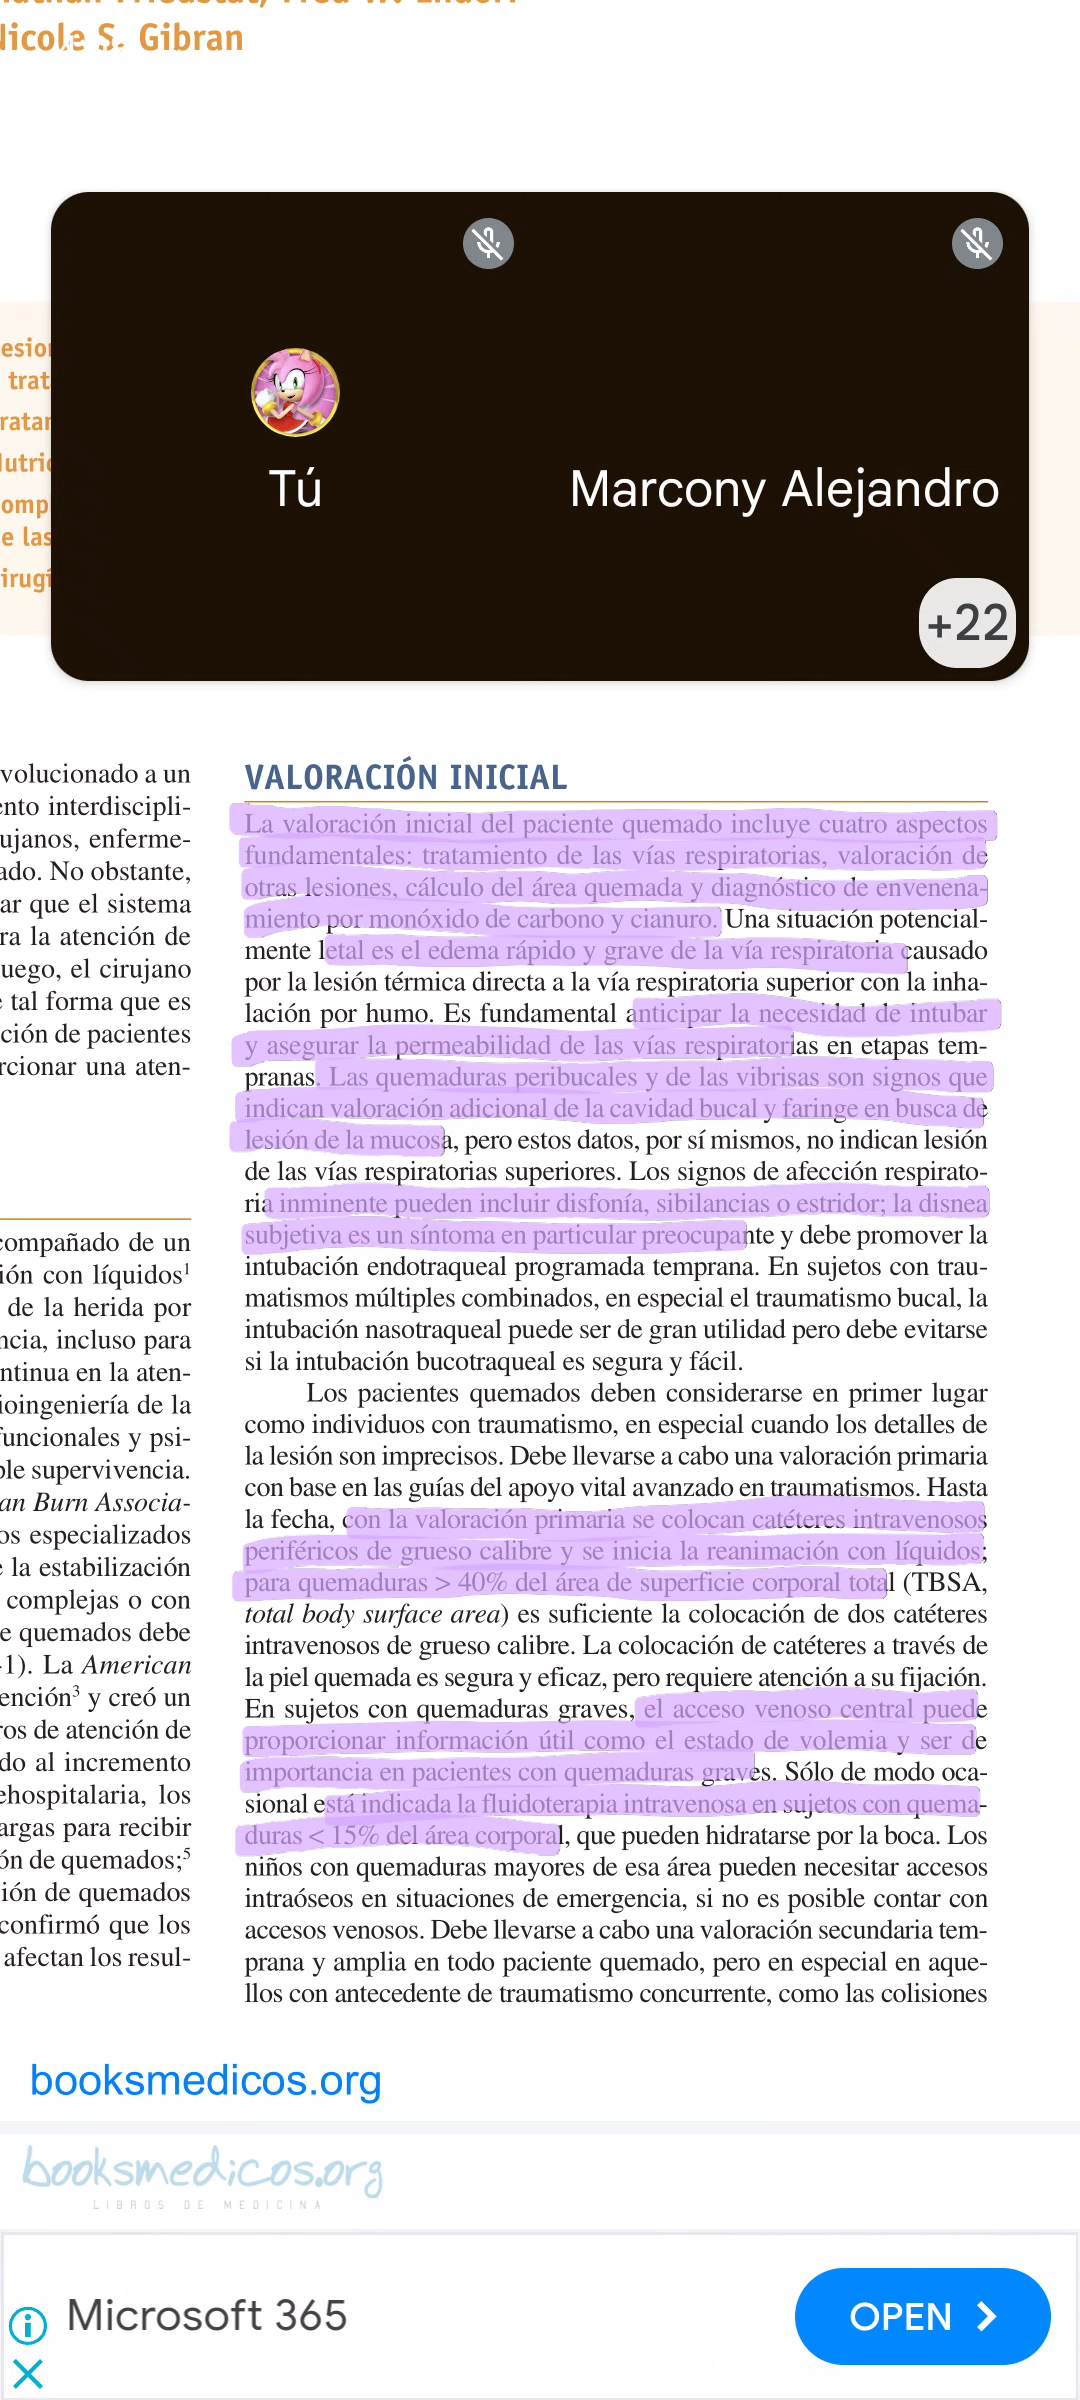 Nicole S. Gibran
Tú
Marcony Alejandro
+22
volucionado a un
ento interdiscipli-
ujanos, enferme-
ado. No obstante,
ar que el sistema
ra la atención de
uego, el cirujano
e tal forma que es
ción de pacientes
rcionar una aten-
compañado de un
ión con líquidos¹
de la herida por
ncia, incluso para
ntinua en la aten-
ioingeniería de la
funcionales y psi-
ble supervivencia.
an Burn Associa-
os especializados
e la estabilización
complejas o con
e quemados debe
-1). La American
ención³ y creó un
ros de atención de
do al incremento
ehospitalaria, los
argas para recibir
ón de quemados;⁵
ión de quemados
confirmó que los
afectan los resul-
VALORACIÓN INICIAL
La valoración inicial del paciente quemado incluye cuatro aspectos
fundamentales: tratamiento de las vías respiratorias, valoración de
otras lesiones, cálculo del área quemada y diagnóstico de envenena-
miento por monóxido de carbono y cianuro. Una situación potencial-
mente letal es el edema rápido y grave de la vía respiratoria causado
por la lesión térmica directa a la vía respiratoria superior con la inha-
lación por humo. Es fundamental anticipar la necesidad de intubar
y asegurar la permeabilidad de las vías respiratorias en etapas tem-
pranas. Las quemaduras peribucales y de las vibrisas son signos que
indican valoración adicional de la cavidad bucal y faringe en busca de
lesión de la mucosa, pero estos datos, por sí mismos, no indican lesión
de las vías respiratorias superiores. Los signos de afección respirato-
ria inminente pueden incluir disfonía, sibilancias o estridor; la disnea
subjetiva es un síntoma en particular preocupante y debe promover la
intubación endotraqueal programada temprana. En sujetos con trau-
matismos múltiples combinados, en especial el traumatismo bucal, la
intubación nasotraqueal puede ser de gran utilidad pero debe evitarse
si la intubación bucotraqueal es segura y fácil.
Los pacientes quemados deben considerarse en primer lugar
como individuos con traumatismo, en especial cuando los detalles de
la lesión son imprecisos. Debe llevarse a cabo una valoración primaria
con base en las guías del apoyo vital avanzado en traumatismos. Hasta
la fecha, con la valoración primaria se colocan catéteres intravenosos
periféricos de grueso calibre y se inicia la reanimación con líquidos;
para quemaduras > 40% del área de superficie corporal total (TBSA,
total body surface area) es suficiente la colocación de dos catéteres
intravenosos de grueso calibre. La colocación de catéteres a través de
la piel quemada es segura y eficaz, pero requiere atención a su fijación.
En sujetos con quemaduras graves, el acceso venoso central puede
proporcionar información útil como el estado de volemia y ser de
importancia en pacientes con quemaduras graves. Sólo de modo oca-
sional está indicada la fluidoterapia intravenosa en sujetos con quema-
duras < 15% del área corporal, que pueden hidratarse por la boca. Los
niños con quemaduras mayores de esa área pueden necesitar accesos
intraóseos en situaciones de emergencia, si no es posible contar con
accesos venosos. Debe llevarse a cabo una valoración secundaria tem-
prana y amplia en todo paciente quemado, pero en especial en aque-
llos con antecedente de traumatismo concurrente, como las colisiones
booksmedicos.org
booksmedicos.org
LIBROS DE MEDICINA
Microsoft 365
OPEN